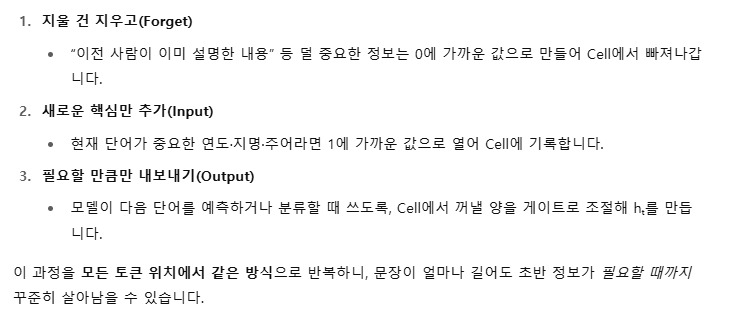 1. 지울 건 지우고(Forget)
• “이전 사람이 이미 설명한 내용” 등 덜 중요한 정보는 0에 가까운 값으로 만들어 Cell에서 빠져나갑
니다.
2. 새로운 핵심만 추가(Input)
• 현재 단어가 중요한 연도·지명·주어라면 1에 가까운 값으로 열어 Cell에 기록합니다.
3. 필요할 만큼만 내보내기(Output)
• 모델이 다음 단어를 예측하거나 분류할 때 쓰도록, Cell에서 꺼낼 양을 게이트로 조절해 hₜ를 만듭
니다.
이 과정을 모든 토큰 위치에서 같은 방식으로 반복하니, 문장이 얼마나 길어도 초반 정보가 필요할 때까지
꾸준히 살아남을 수 있습니다.